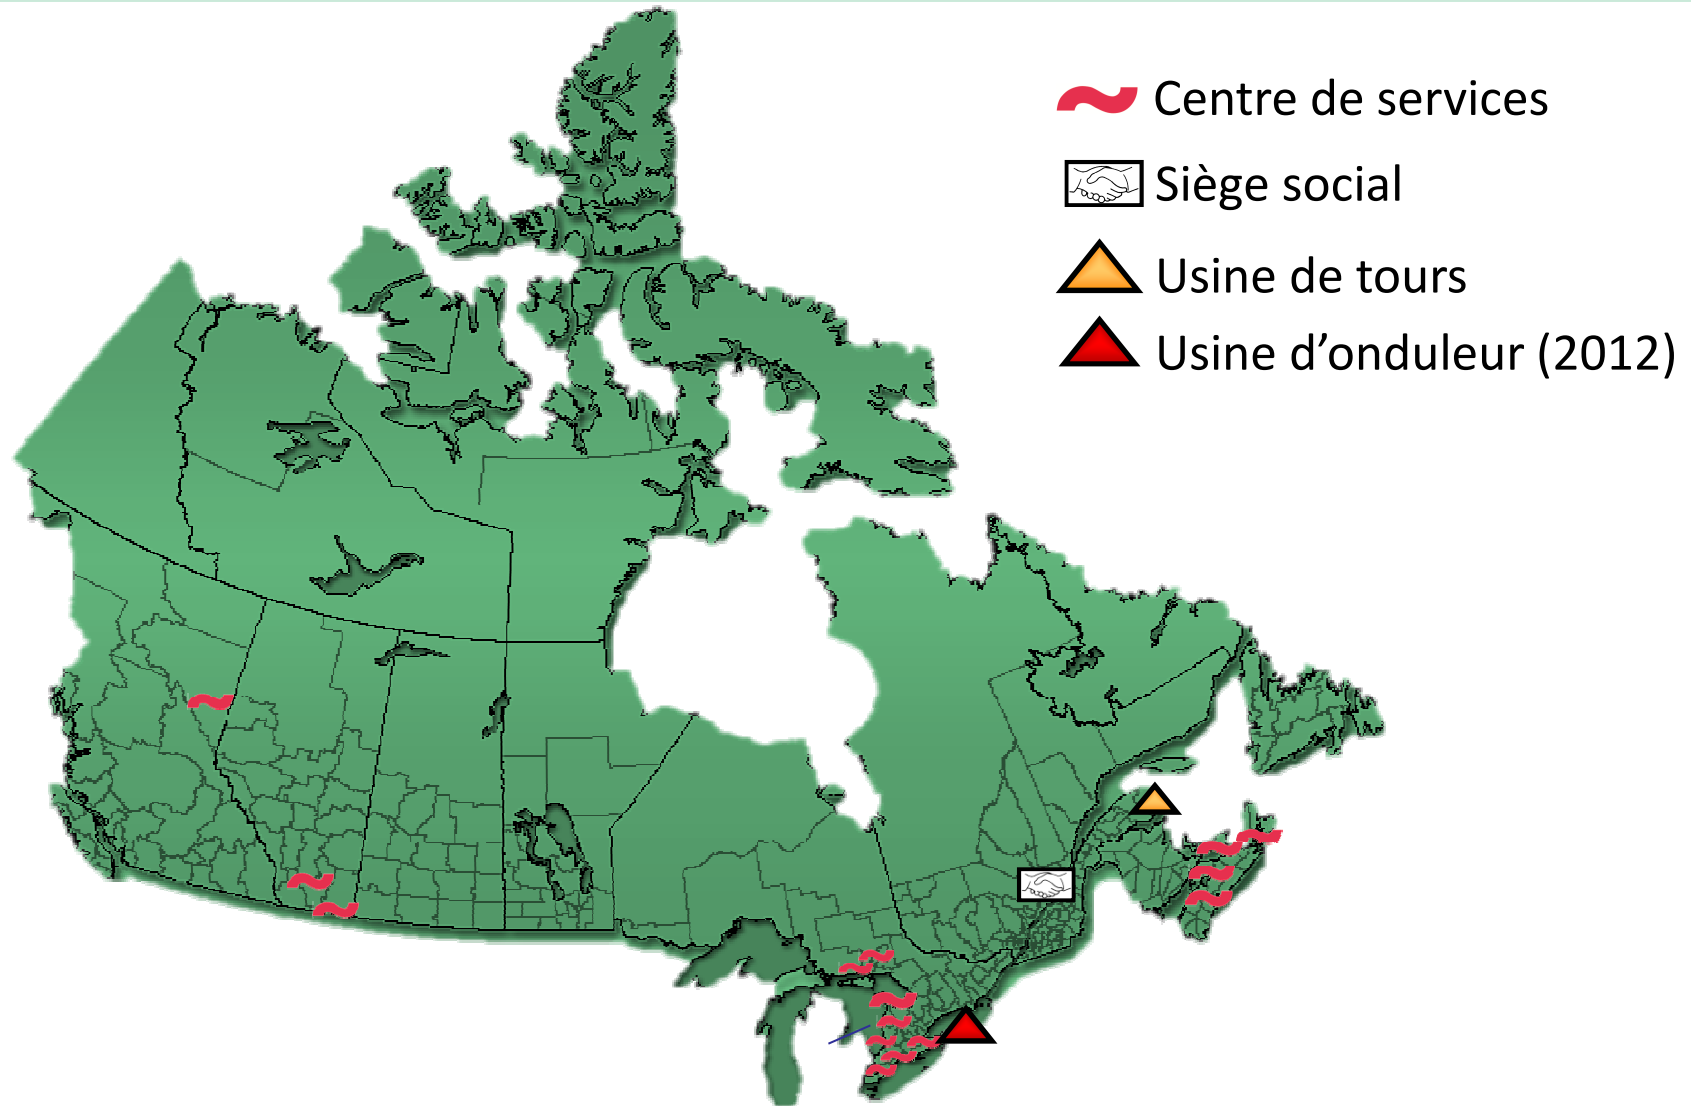 Centre de services
Siège social
Usine de tours
Usine d’onduleur (2012)